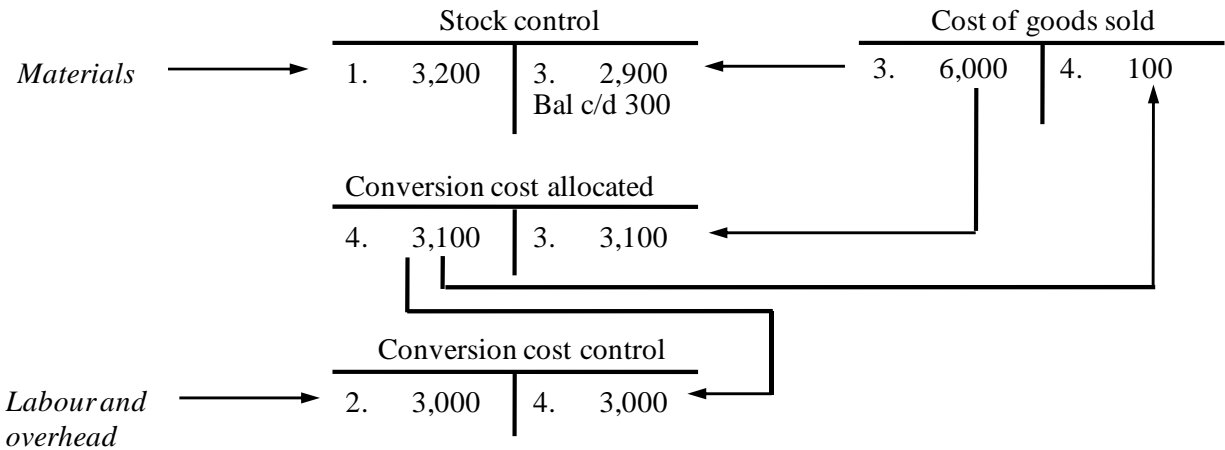 Stock control
Cost of goods sold
Materials
1. 3,200 3. 2,900
3. 6,000 4. 100
Bal c/d 300
Conversion cost allocated
4. 3,100 3. 3,100
Conversion cost control
Labour and
2. 3,000 4. 3,000
overhead